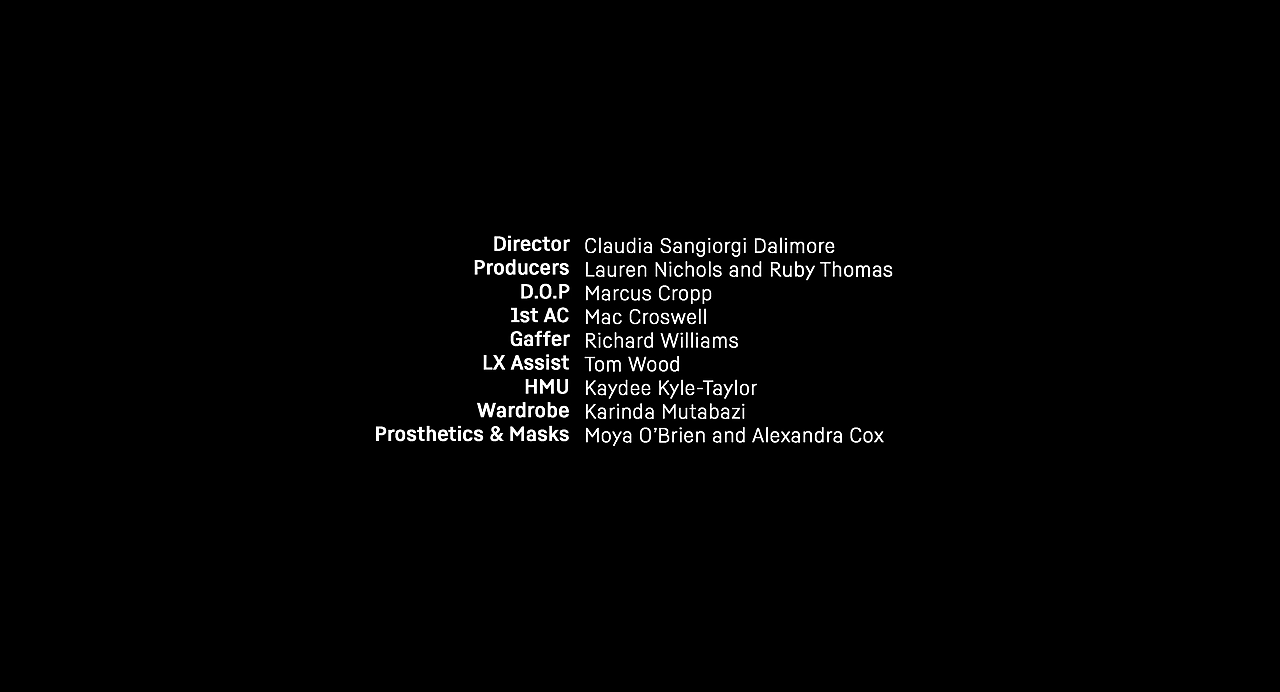 Director Claudia Sangiorgi Dalimore
Producers Lauren Nichols and Ruby Thomas
D.O.P Marcus Cropp
1st AC Mac Croswell
Gaffer Richard Williams
LX Assist Tom Wood
HMU Kaydee Kyle-Taylor
Wardrobe Karinda Mutabazi
Prosthetics & Masks Moya O'Brien and Alexandra Cox